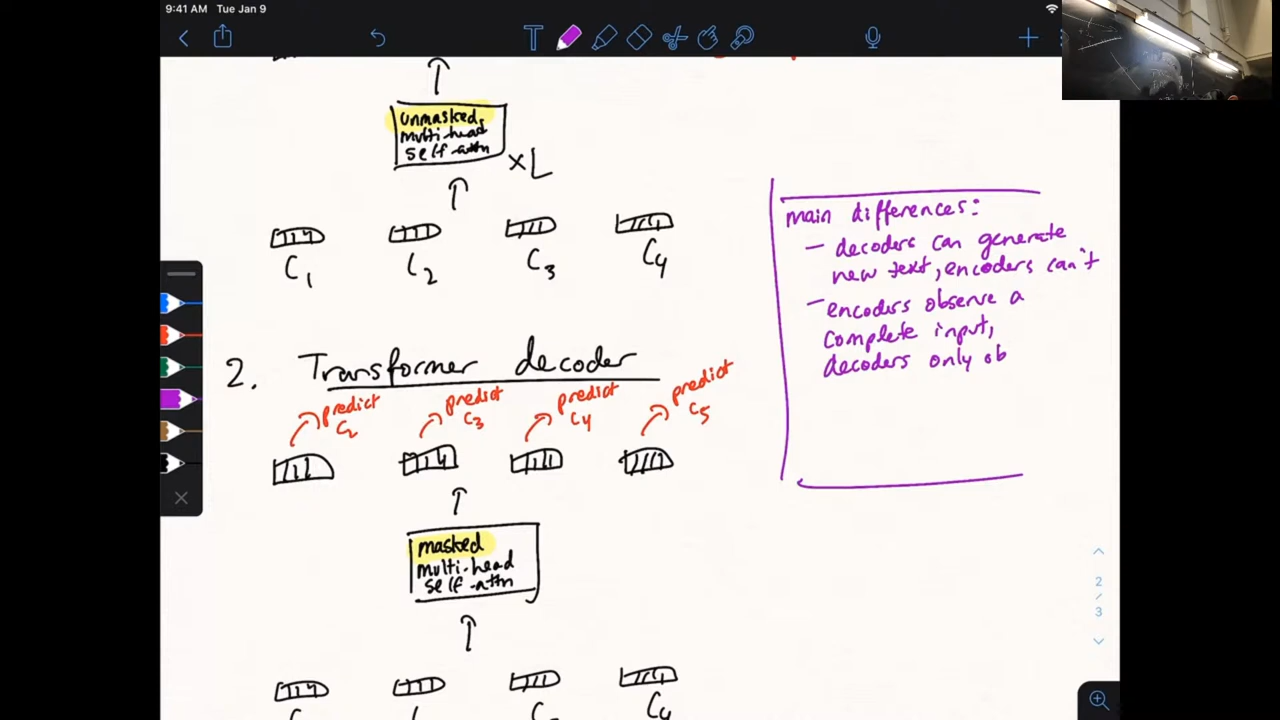 9:41 AM Tue Jan 9
T
unmasked
multi-head
self-attn
×L
C1
C2
C3
C4
main differences:
- decoders can generate
new text, encoders can't
- encoders observe a
complete input,
decoders only ob
2. Transformer decoder
predict
C2
predict
C3
predict
C4
predict
C5
masked
multi-head
self-attn
C4
2
/
3